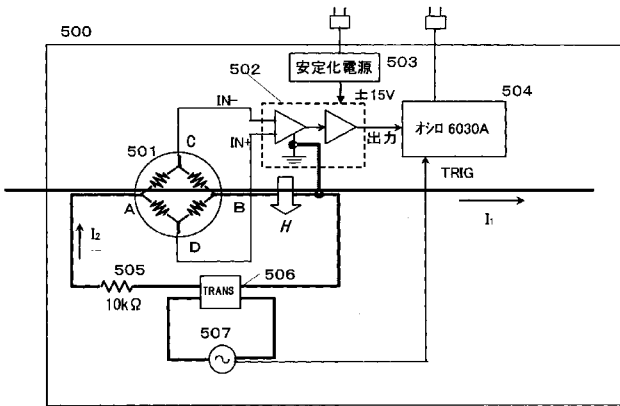 500
安定化電源
503
502
504
±15V
IN−
オシロ 6030A
IN+
出力
C
501
TRIG
A
B
D
H
I₁
I₂
505
506
10kΩ
TRANS
507